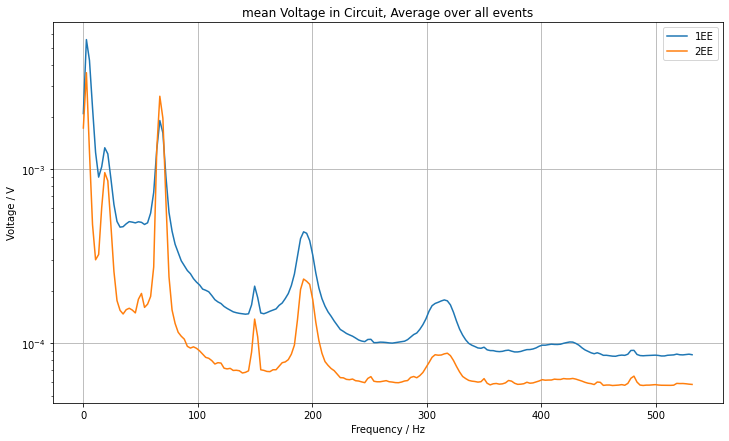 mean Voltage in Circuit, Average over all events
1EE
2EE
Voltage / V
10⁻³
10⁻⁴
0 100 200 300 400 500
Frequency / Hz